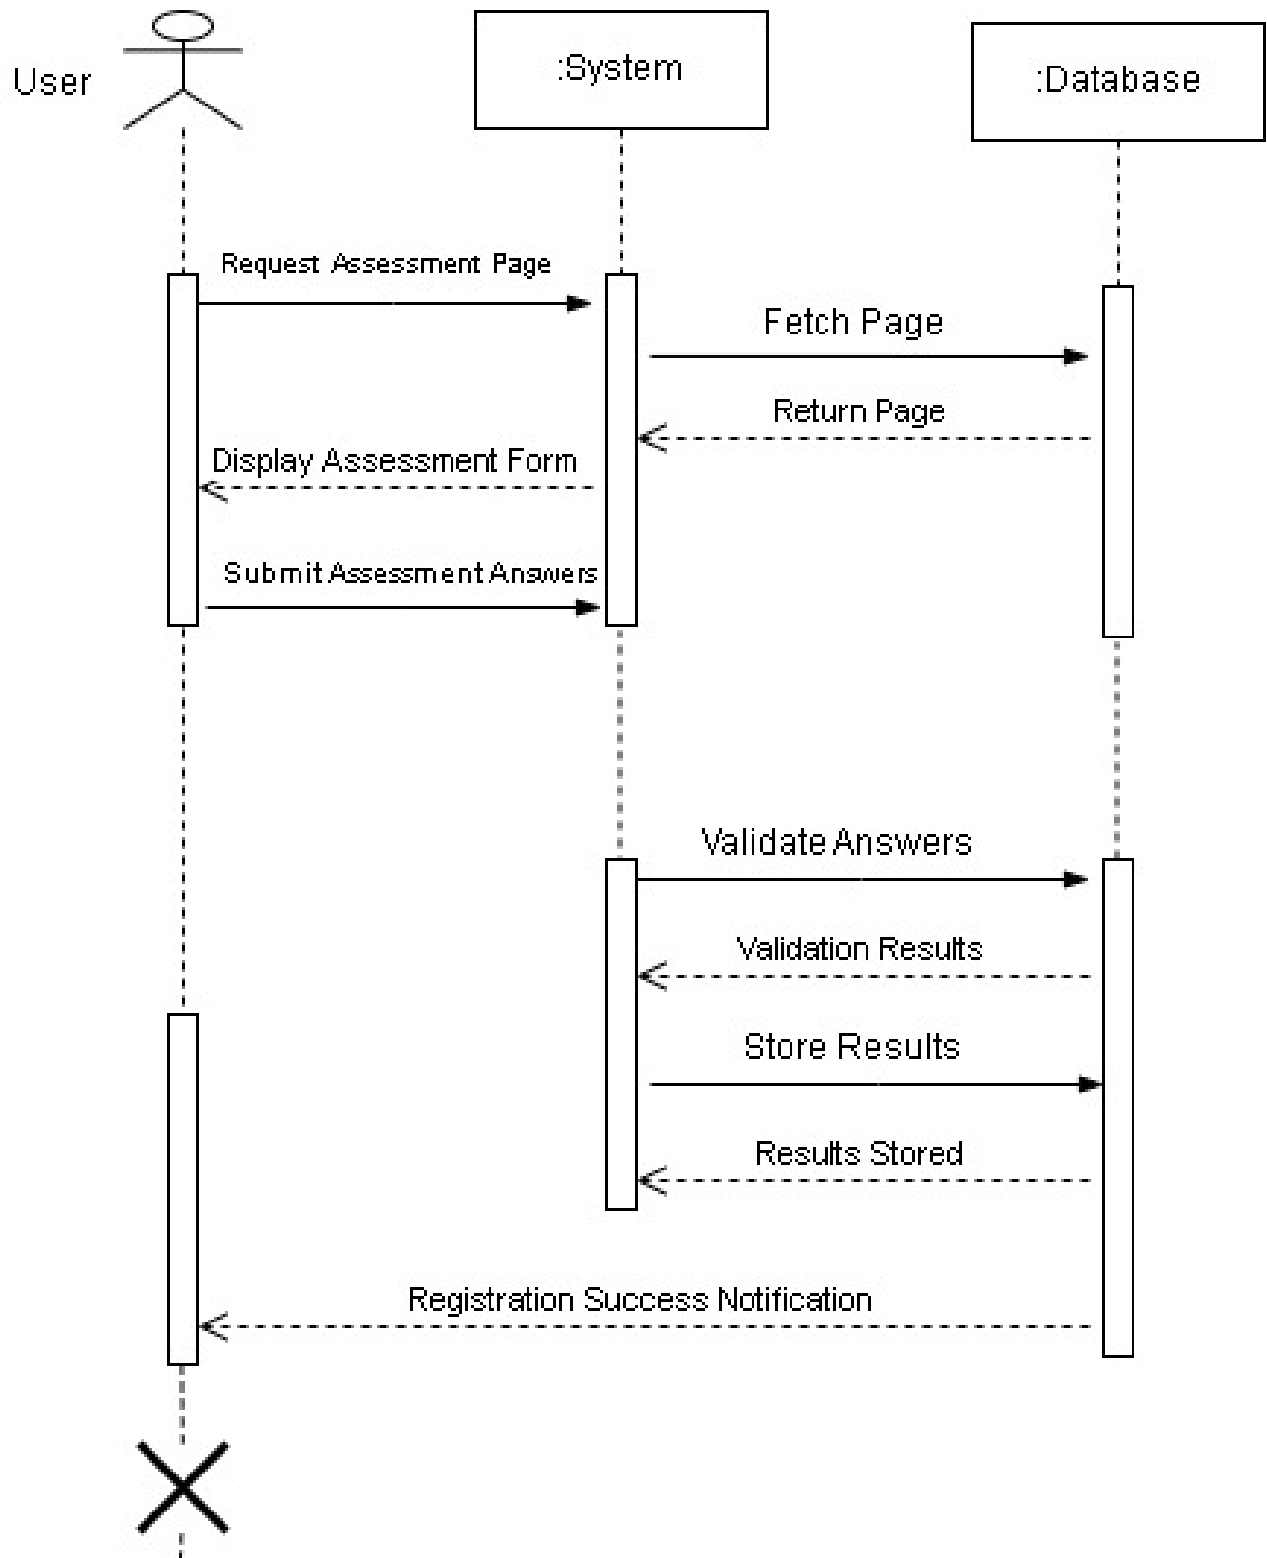 User
:System
:Database
Request Assessment Page
Fetch Page
Return Page
Display Assessment Form
Submit Assessment Answers
Validate Answers
Validation Results
Store Results
Results Stored
Registration Success Notification